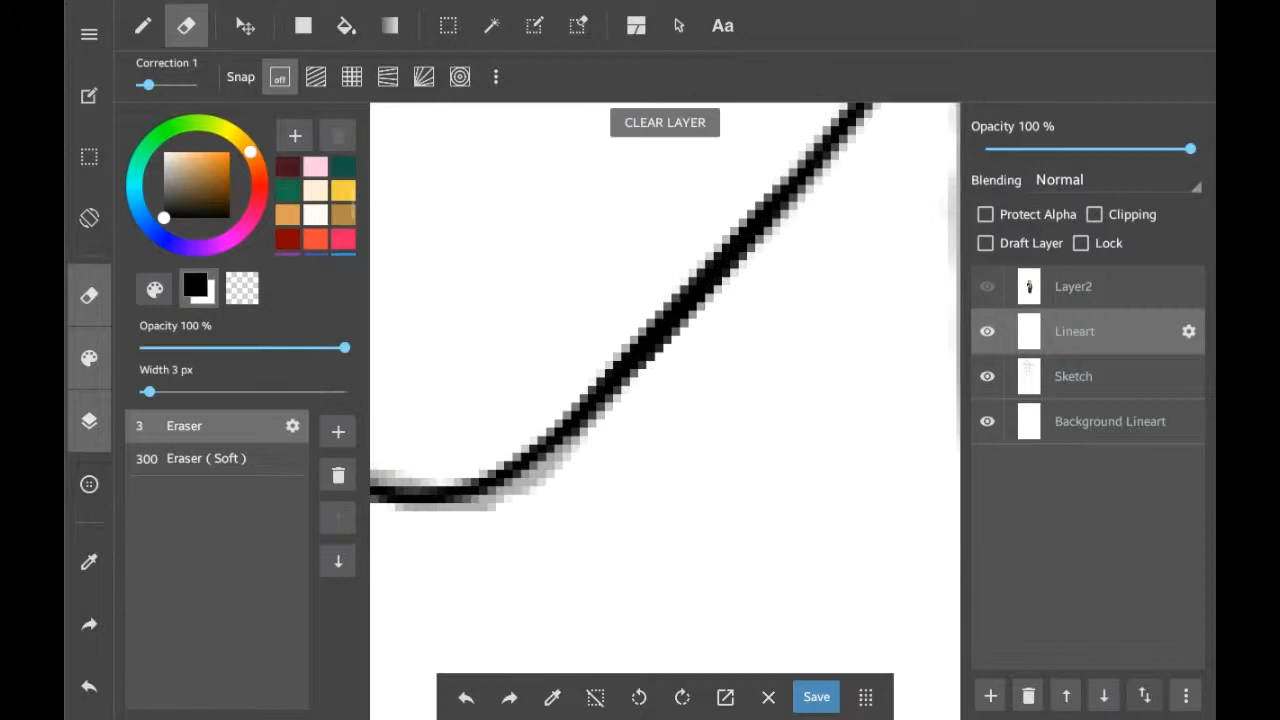 Aa
Correction 1
Snap
off
CLEAR LAYER
Opacity 100 %
Blending Normal
Protect Alpha
Clipping
Draft Layer
Lock
Layer2
Lineart
Sketch
Background Lineart
Opacity 100 %
Width 3 px
3 Eraser
300 Eraser ( Soft )
Save